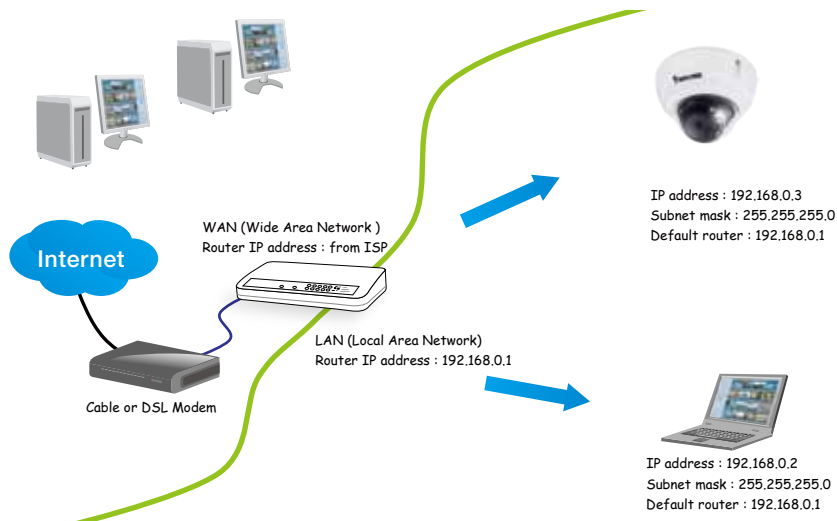 WAN (Wide Area Network )
Router IP address : from ISP
Internet
LAN (Local Area Network)
Router IP address : 192.168.0.1
Cable or DSL Modem
IP address : 192.168.0.3
Subnet mask : 255.255.255.0
Default router : 192.168.0.1
IP address : 192.168.0.2
Subnet mask : 255.255.255.0
Default router : 192.168.0.1